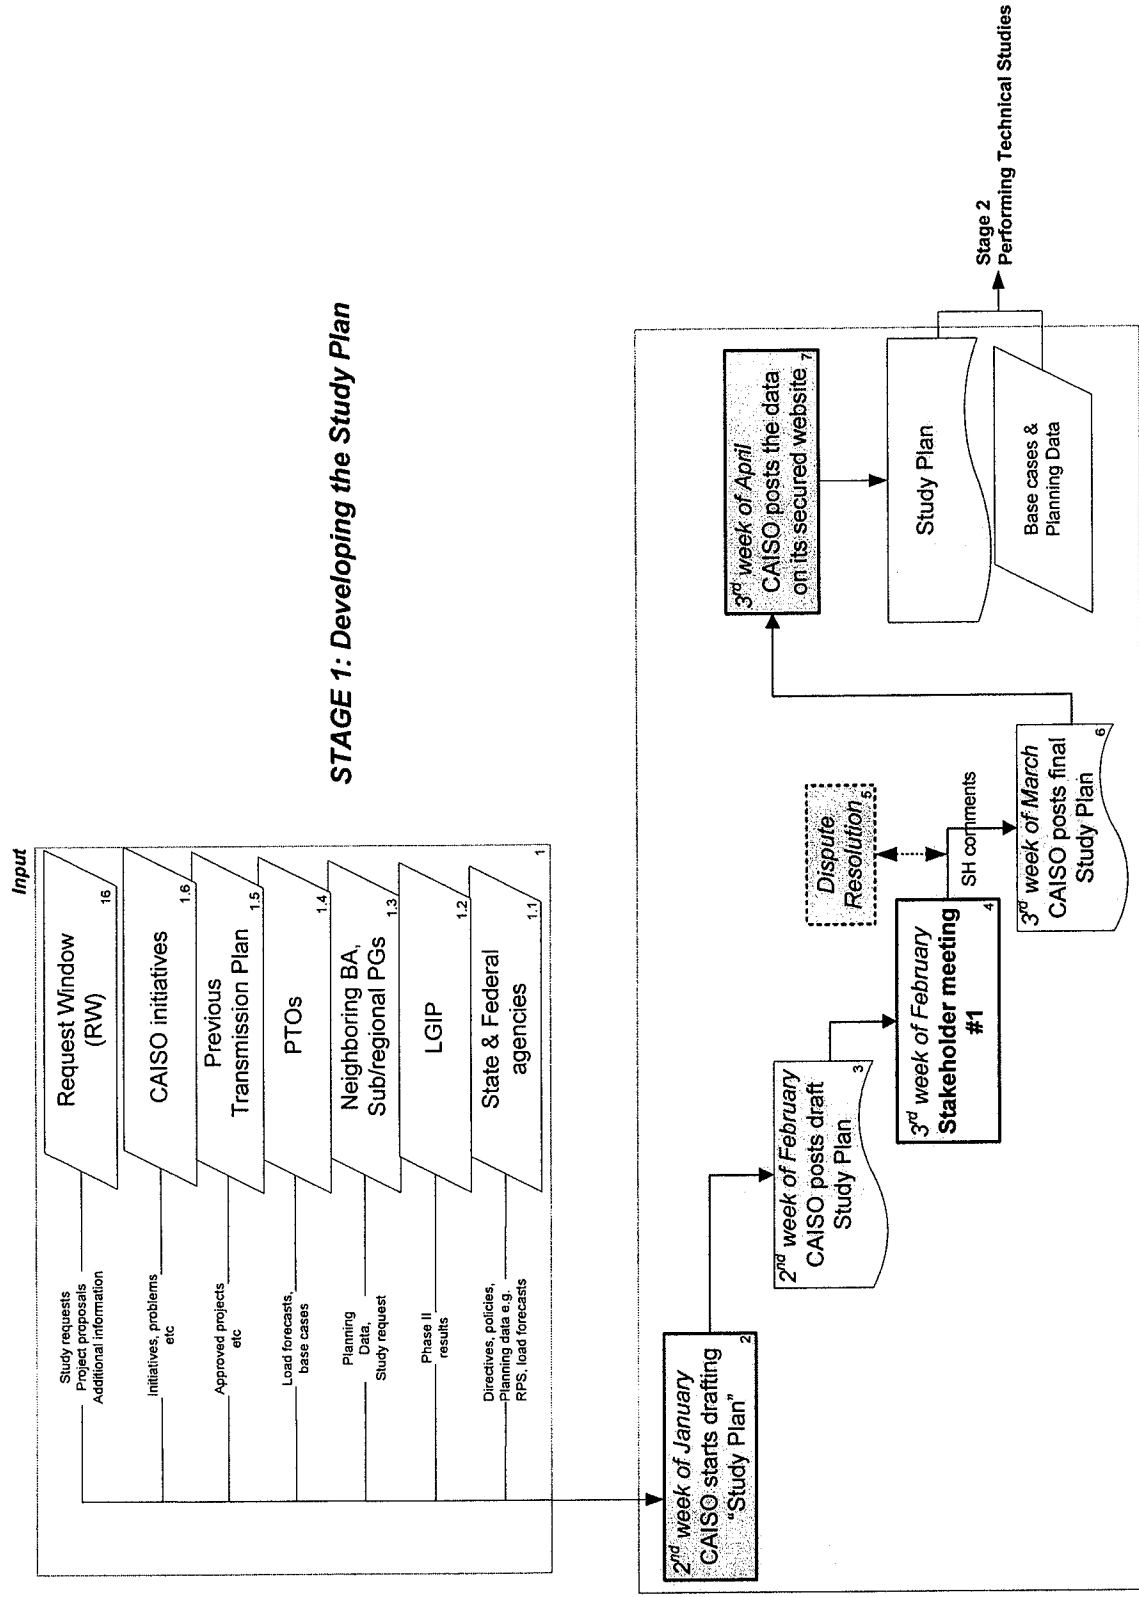 STAGE 1: Developing the Study Plan
Input
Study requests
Project proposals
Additional information
Request Window
(RW)
16
Initiatives, problems
etc
CAISO initiatives
1.6
Approved projects
etc
Previous
Transmission Plan
1.5
Load forecasts,
base cases
PTOs
1.4
Planning
Data,
Study request
Neighboring BA,
Sub/regional PGs
1.3
Phase II
results
LGIP
1.2
Directives, policies,
Planning data e.g.
RPS, load forecasts
State & Federal
agencies
1.1
1
2nd week of January
CAISO starts drafting
“Study Plan”
2
2nd week of February
CAISO posts draft
Study Plan
3
3rd week of February
Stakeholder meeting
#1
4
Dispute
Resolution
5
SH comments
3rd week of March
CAISO posts final
Study Plan
6
3rd week of April
CAISO posts the data
on its secured website
7
Study Plan
Base cases &
Planning Data
Stage 2
Performing Technical Studies